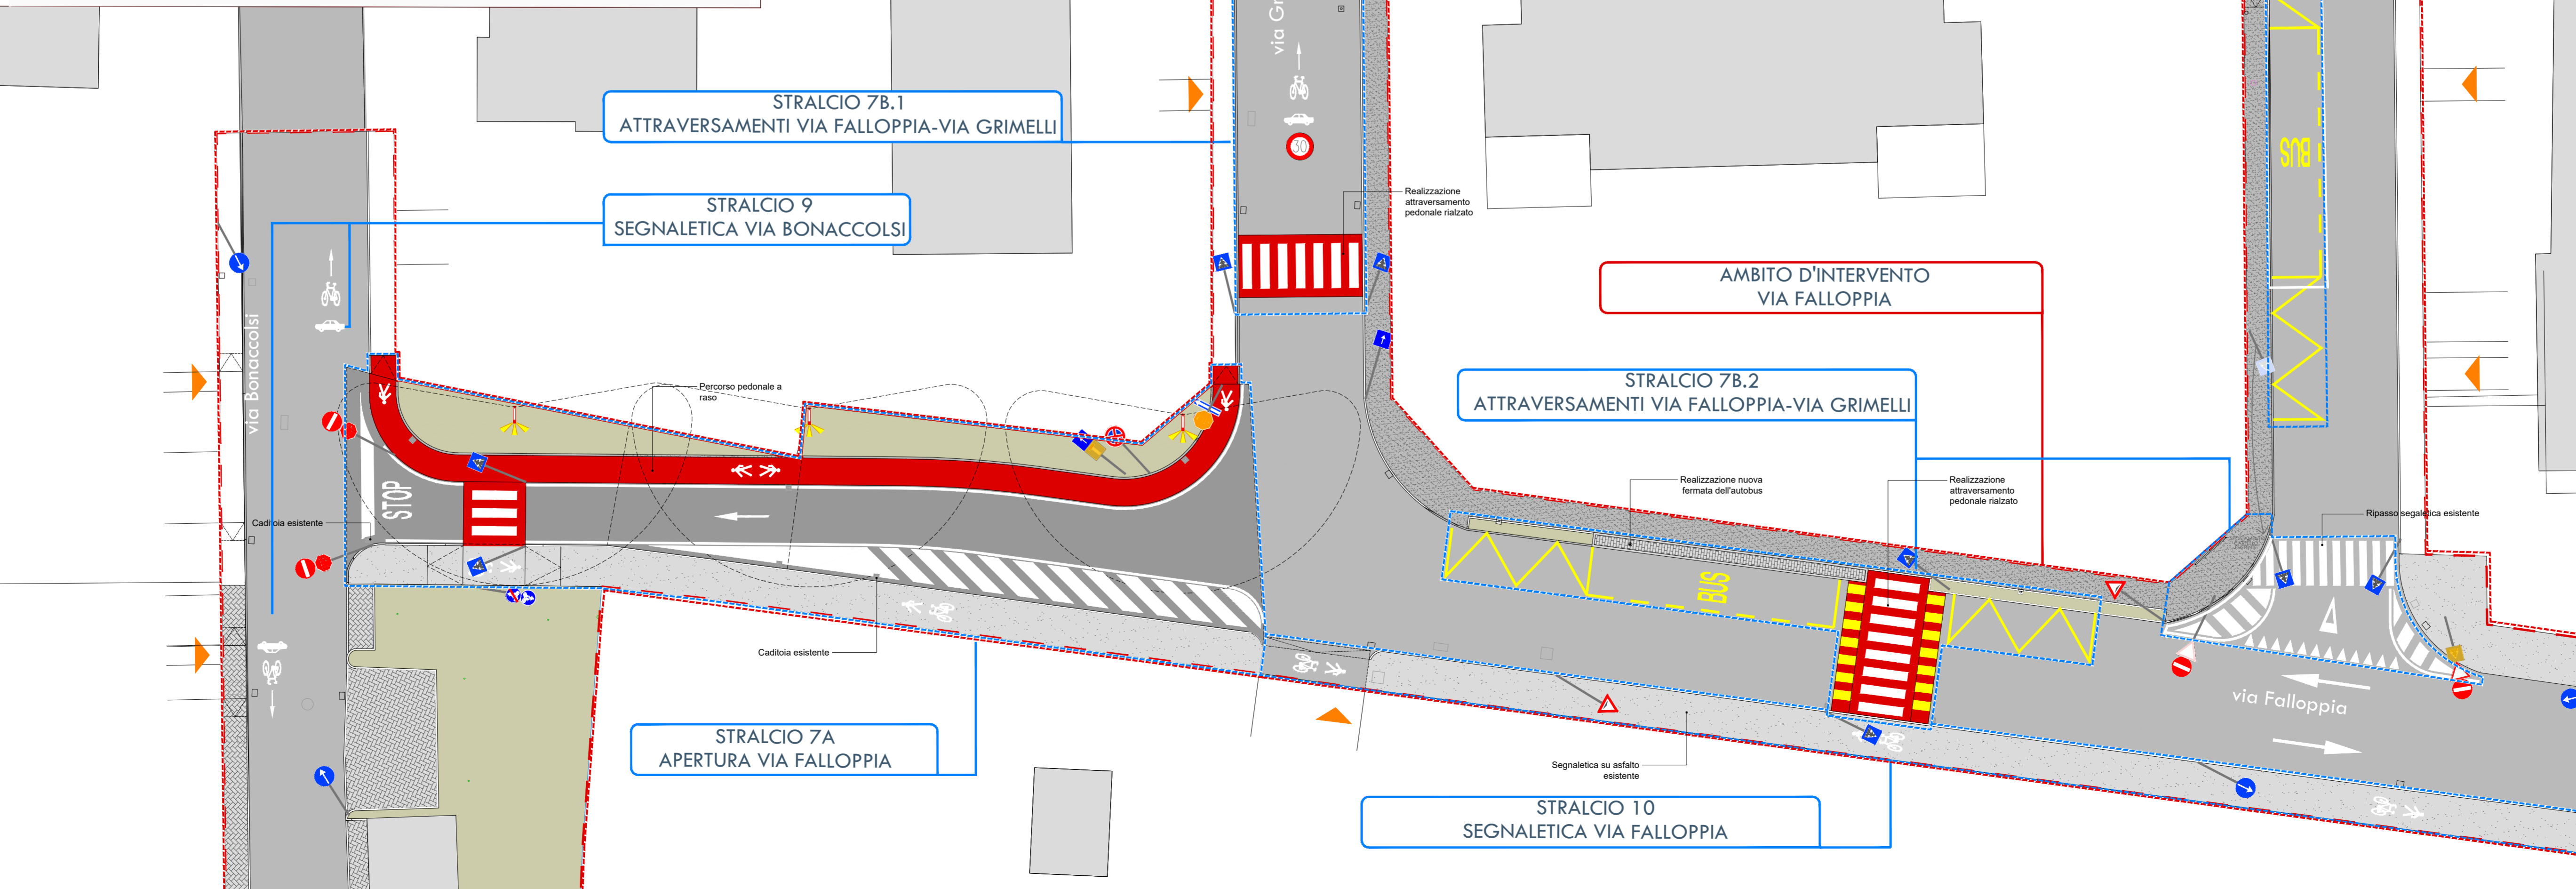 via Gr
STRALCIO 7B.1
ATTRAVERSAMENTI VIA FALLOPPIA-VIA GRIMELLI
30
BUS
STRALCIO 9
SEGNALETICA VIA BONACCOLSI
Realizzazione
attraversamento
pedonale rialzato
AMBITO D'INTERVENTO
VIA FALLOPPIA
via Bonaccolsi
Percorso pedonale a
raso
STRALCIO 7B.2
ATTRAVERSAMENTI VIA FALLOPPIA-VIA GRIMELLI
STOP
Realizzazione nuova
fermata dell'autobus
Realizzazione
attraversamento
pedonale rialzato
Caditoia esistente
Ripasso segaletica esistente
BUS
Caditoia esistente
via Falloppia
STRALCIO 7A
APERTURA VIA FALLOPPIA
Segnaletica su asfalto
esistente
STRALCIO 10
SEGNALETICA VIA FALLOPPIA